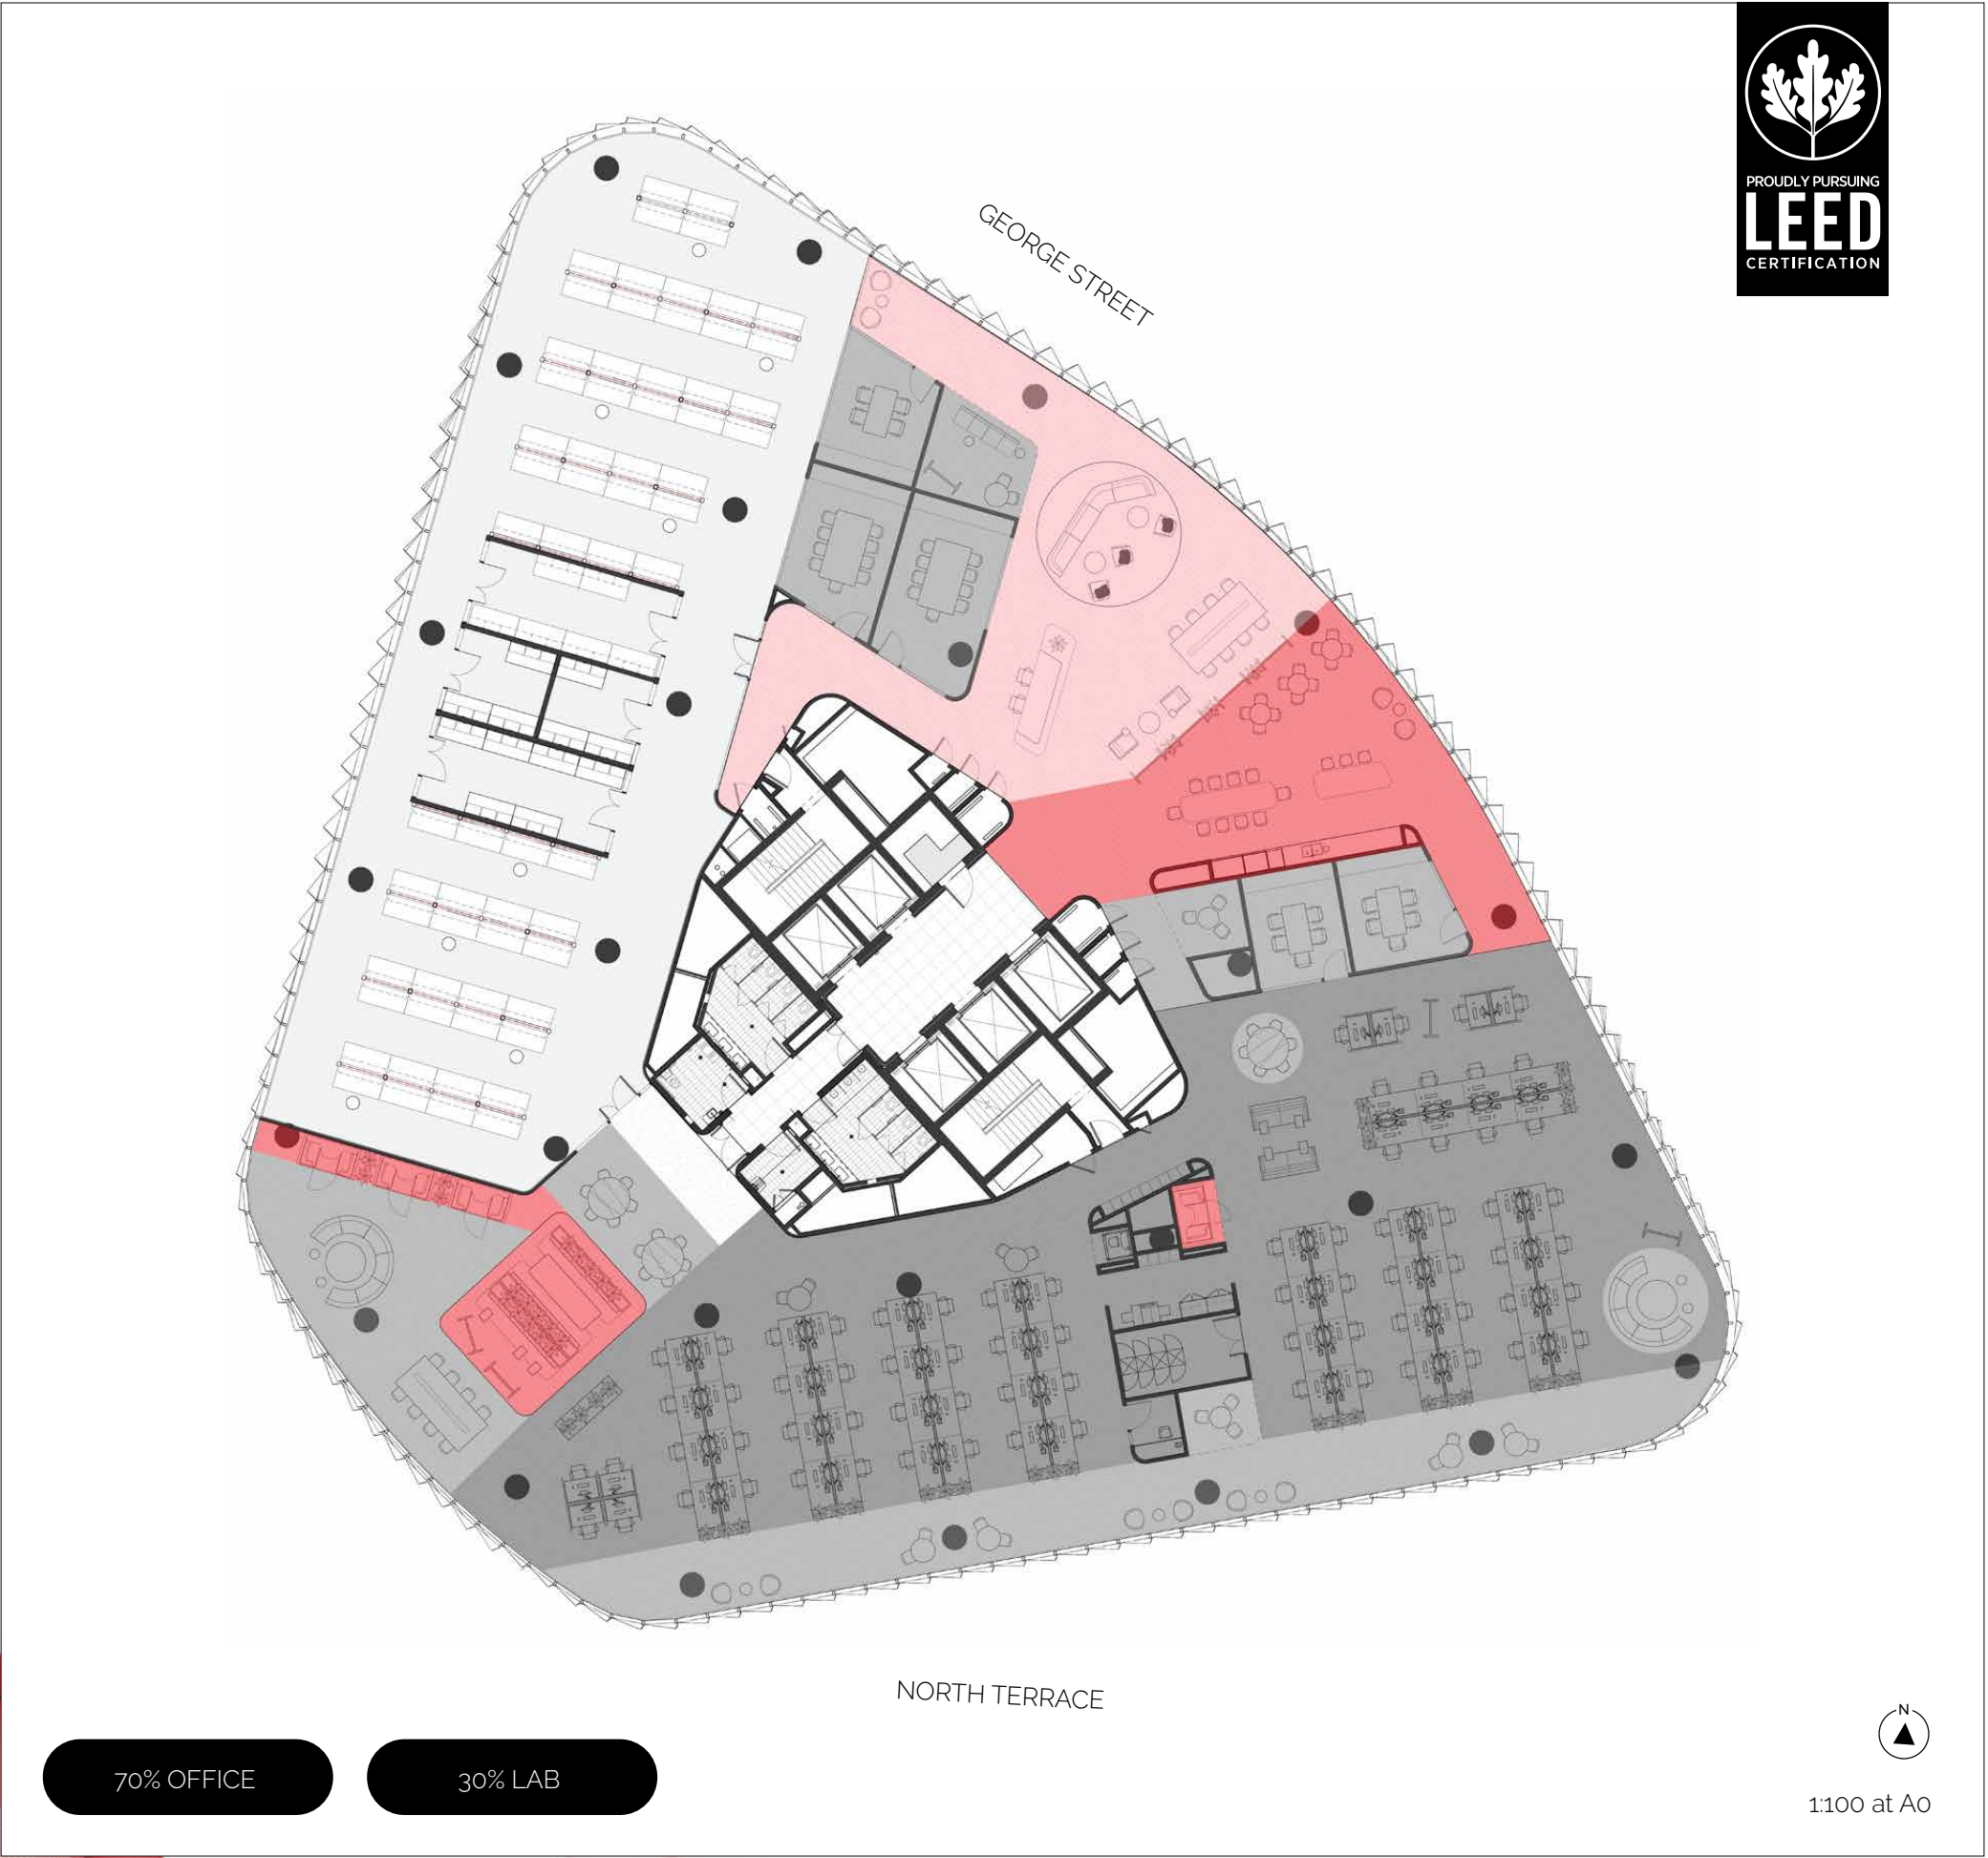 PROUDLY PURSUING
LEED
CERTIFICATION
GEORGE STREET
NORTH TERRACE
70% OFFICE
30% LAB
N
1:100 at A0